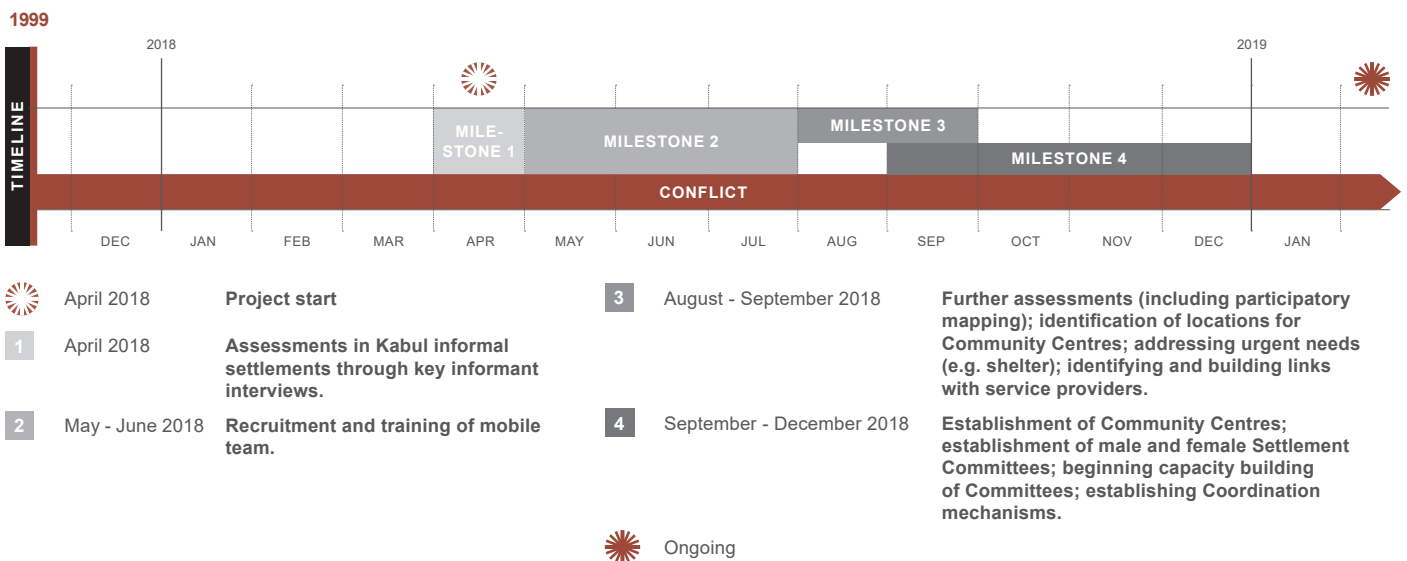 1999
2018
2019
TIMELINE
MILE-
STONE 1
MILESTONE 2
MILESTONE 3
MILESTONE 4
CONFLICT
DEC
JAN
FEB
MAR
APR
MAY
JUN
JUL
AUG
SEP
OCT
NOV
DEC
JAN
April 2018
Project start
1
April 2018
Assessments in Kabul informal
settlements through key informant
interviews.
2
May - June 2018
Recruitment and training of mobile
team.
3
August - September 2018
Further assessments (including participatory
mapping); identification of locations for
Community Centres; addressing urgent needs
(e.g. shelter); identifying and building links
with service providers.
4
September - December 2018
Establishment of Community Centres;
establishment of male and female Settlement
Committees; beginning capacity building
of Committees; establishing Coordination
mechanisms.
Ongoing